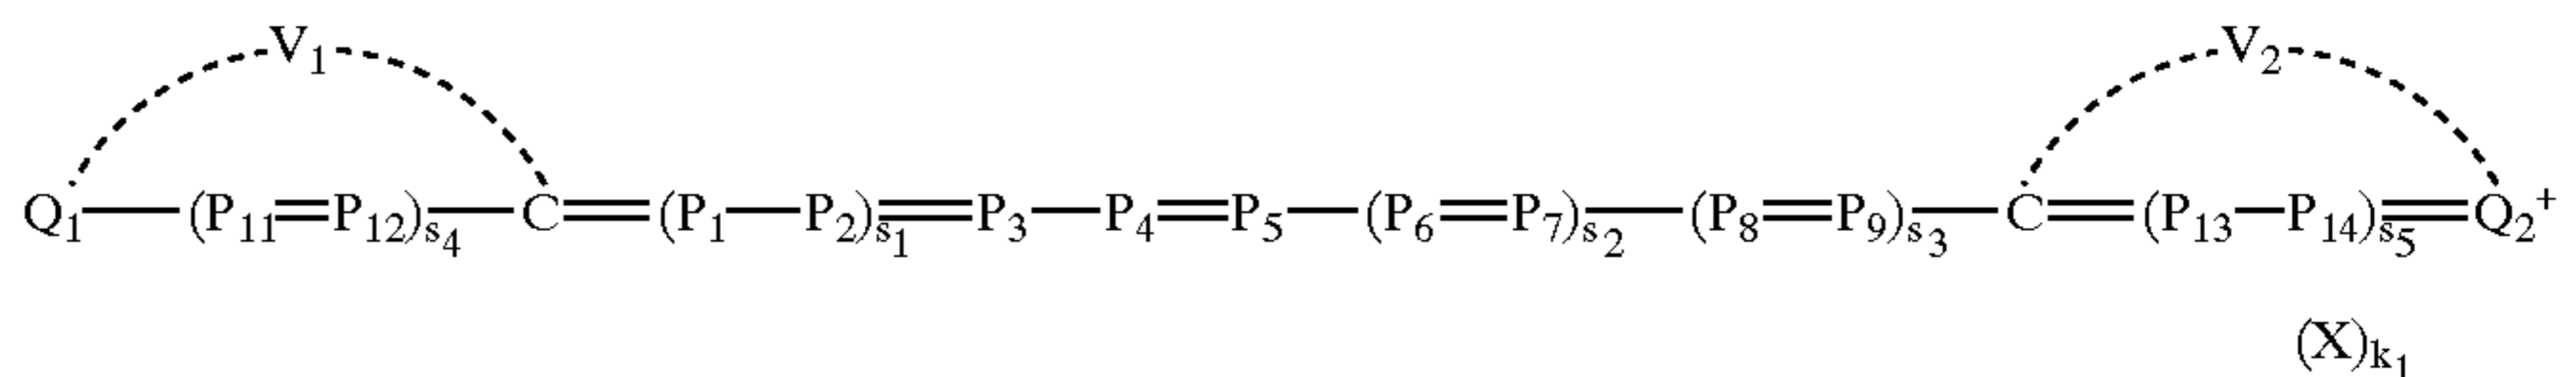 V₁ V₂
Q₁—(P₁₁=P₁₂)s₄—C=(P₁—P₂)s₁=P₃—P₄=P₅—(P₆=P₇)s₂—(P₈=P₉)s₃—C=(P₁₃—P₁₄)s₅=Q₂⁺
(X)k₁